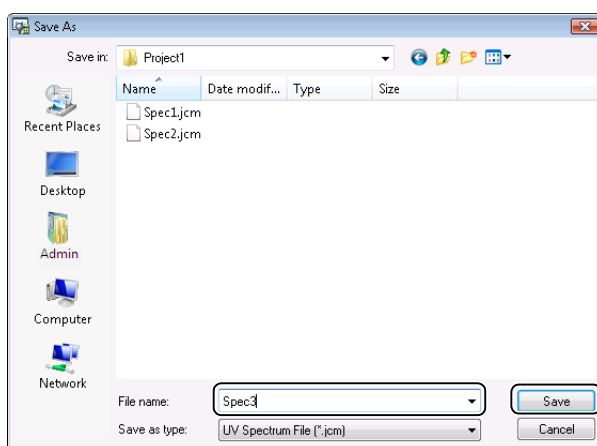 Save As
Save in: Project1
Name Date modif... Type Size
Spec1.jcm
Spec2.jcm
Recent Places
Desktop
Admin
Computer
Network
File name: Spec3 Save
Save as type: UV Spectrum File (*.jcm) Cancel